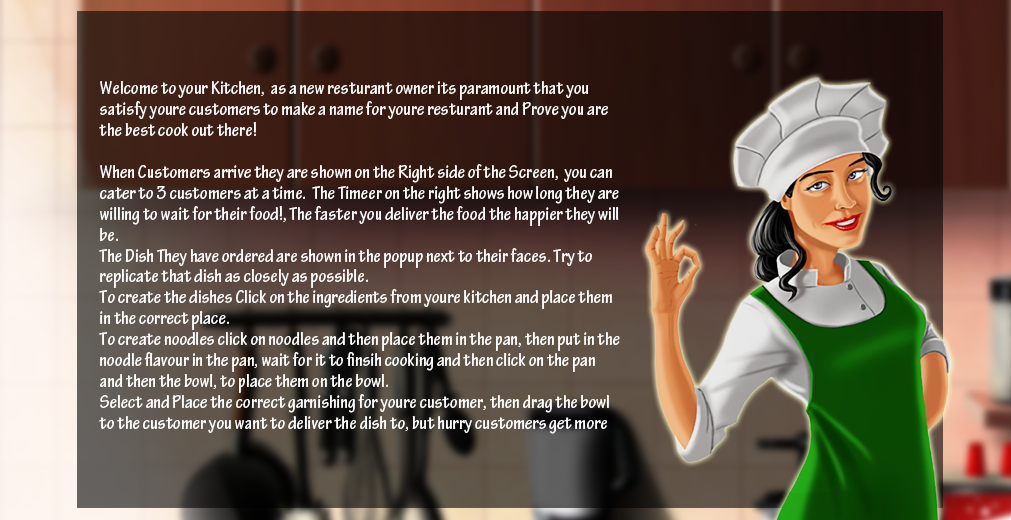 Welcome to your Kitchen,  as a new resturant owner its paramount that you
satisfy youre customers to make a name for youre resturant and Prove you are
the best cook out there!
When Customers arrive they are shown on the Right side of the Screen,  you can
cater to 3 customers at a time.  The Timeer on the right shows how long they are
willing to wait for their food!, The faster you deliver the food the happier they will
be.
The Dish They have ordered are shown in the popup next to their faces. Try to
replicate that dish as closely as possible.
To create the dishes Click on the ingredients from youre kitchen and place them
in the correct place.
To create noodles click on noodles and then place them in the pan, then put in the
noodle flavour in the pan, wait for it to finsih cooking and then click on the pan
and then the bowl, to place them on the bowl.
Select and Place the correct garnishing for youre customer, then drag the bowl
to the customer you want to deliver the dish to, but hurry customers get more